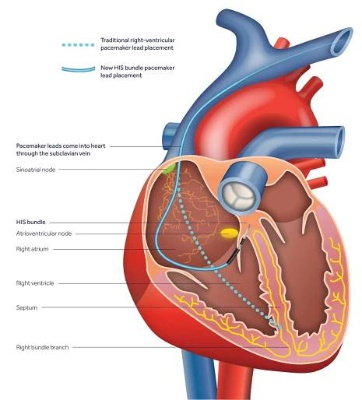 Traditional right-ventricular
pacemaker lead placement
New HIS bundle pacemaker
lead placement
Pacemaker leads come into heart
through the subclavian vein
Sinoatrial node
HIS bundle
Atrioventricular node
Right atrium
Right ventricle
Septum
Right bundle branch